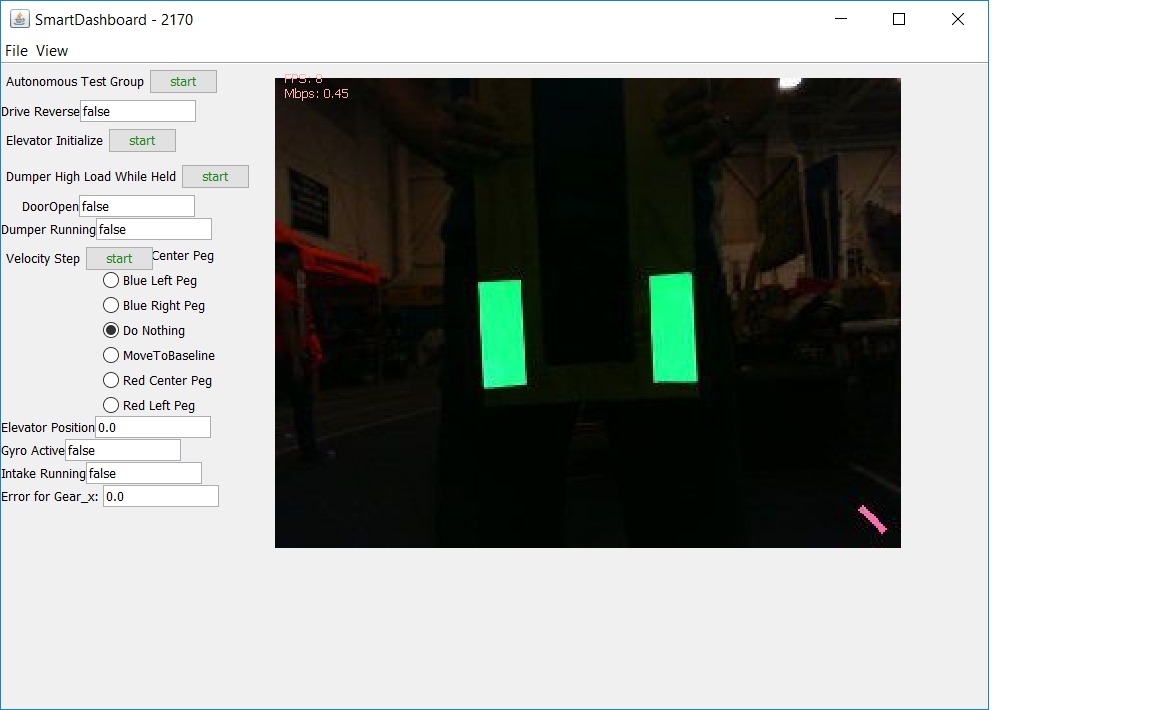 SmartDashboard - 2170
File View
Autonomous Test Group start
Drive Reverse false
Elevator Initialize start
Dumper High Load While Held start
DoorOpen false
Dumper Running false
Velocity Step start Center Peg
Blue Left Peg
Blue Right Peg
Do Nothing
MoveToBaseline
Red Center Peg
Red Left Peg
Elevator Position 0.0
Gyro Active false
Intake Running false
Error for Gear_x: 0.0
FPS: 8
Mbps: 0.45